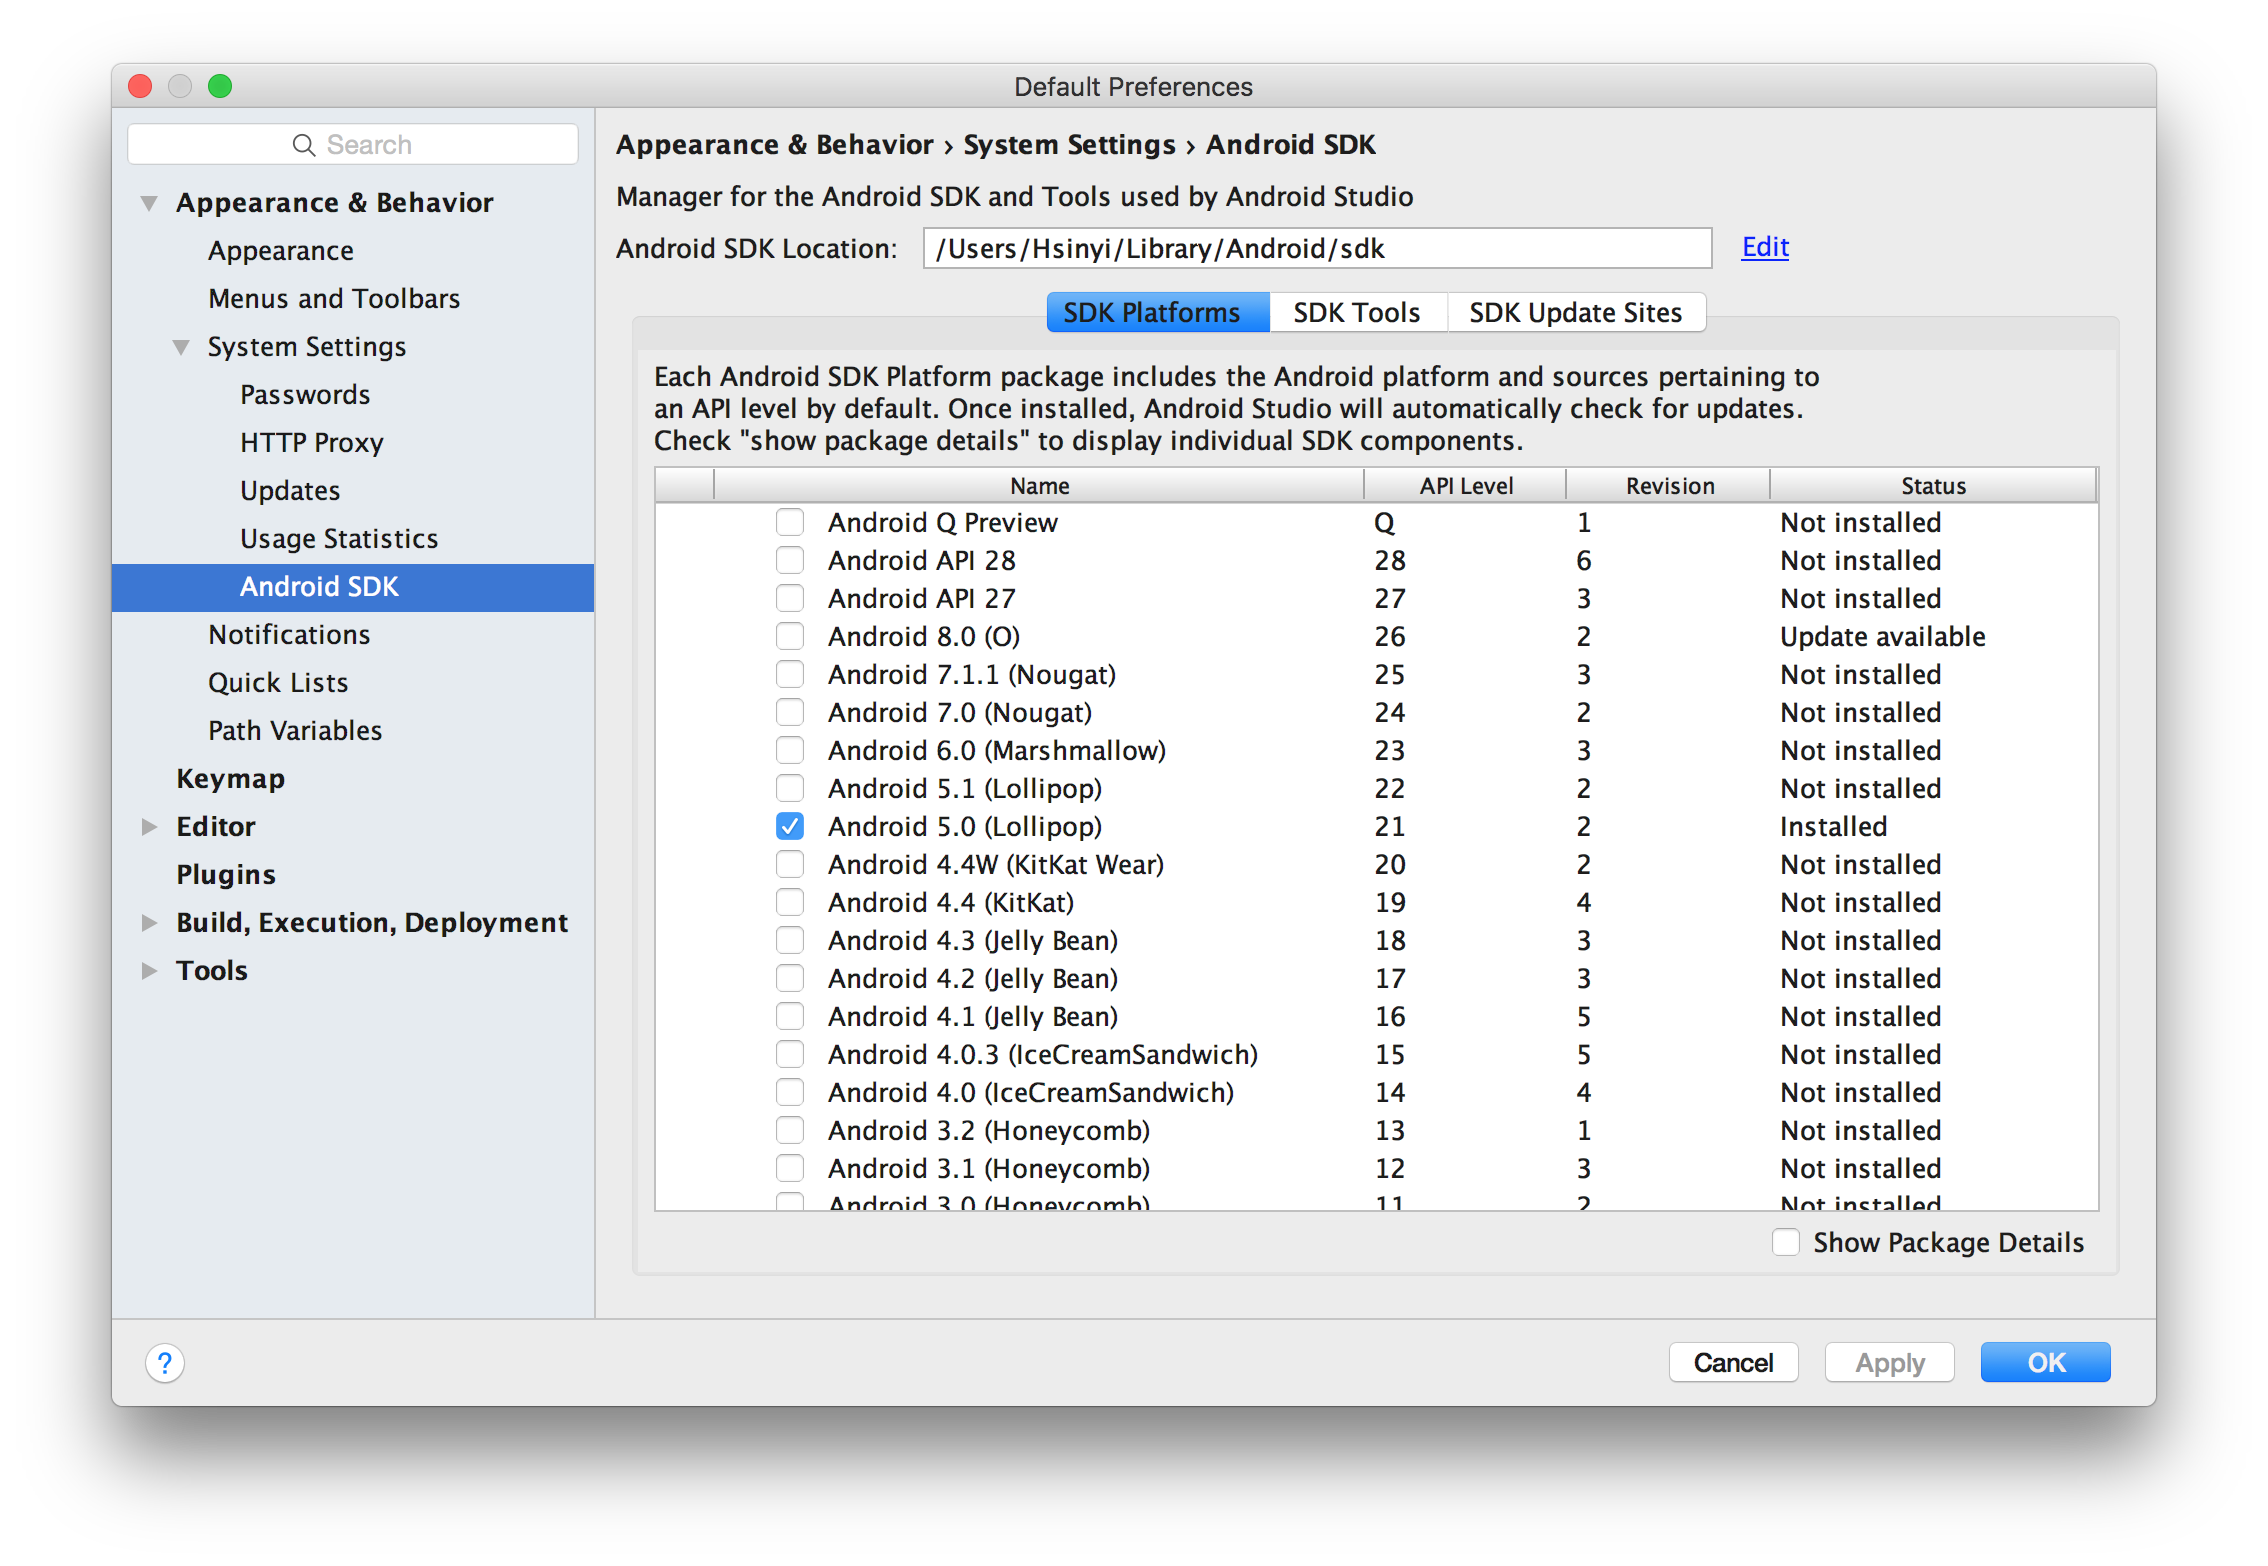 Default Preferences
Search
Appearance & Behavior
Appearance
Menus and Toolbars
System Settings
Passwords
HTTP Proxy
Updates
Usage Statistics
Android SDK
Notifications
Quick Lists
Path Variables
Keymap
Editor
Plugins
Build, Execution, Deployment
Tools
Appearance & Behavior › System Settings › Android SDK
Manager for the Android SDK and Tools used by Android Studio
Android SDK Location: /Users/Hsinyi/Library/Android/sdk Edit
SDK Platforms SDK Tools SDK Update Sites
Each Android SDK Platform package includes the Android platform and sources pertaining to
an API level by default. Once installed, Android Studio will automatically check for updates.
Check "show package details" to display individual SDK components.
Name API Level Revision Status
Android Q Preview Q 1 Not installed
Android API 28 28 6 Not installed
Android API 27 27 3 Not installed
Android 8.0 (O) 26 2 Update available
Android 7.1.1 (Nougat) 25 3 Not installed
Android 7.0 (Nougat) 24 2 Not installed
Android 6.0 (Marshmallow) 23 3 Not installed
Android 5.1 (Lollipop) 22 2 Not installed
Android 5.0 (Lollipop) 21 2 Installed
Android 4.4W (KitKat Wear) 20 2 Not installed
Android 4.4 (KitKat) 19 4 Not installed
Android 4.3 (Jelly Bean) 18 3 Not installed
Android 4.2 (Jelly Bean) 17 3 Not installed
Android 4.1 (Jelly Bean) 16 5 Not installed
Android 4.0.3 (IceCreamSandwich) 15 5 Not installed
Android 4.0 (IceCreamSandwich) 14 4 Not installed
Android 3.2 (Honeycomb) 13 1 Not installed
Android 3.1 (Honeycomb) 12 3 Not installed
Android 3.0 (Honeycomb) 11 2 Not installed
Show Package Details
? Cancel Apply OK